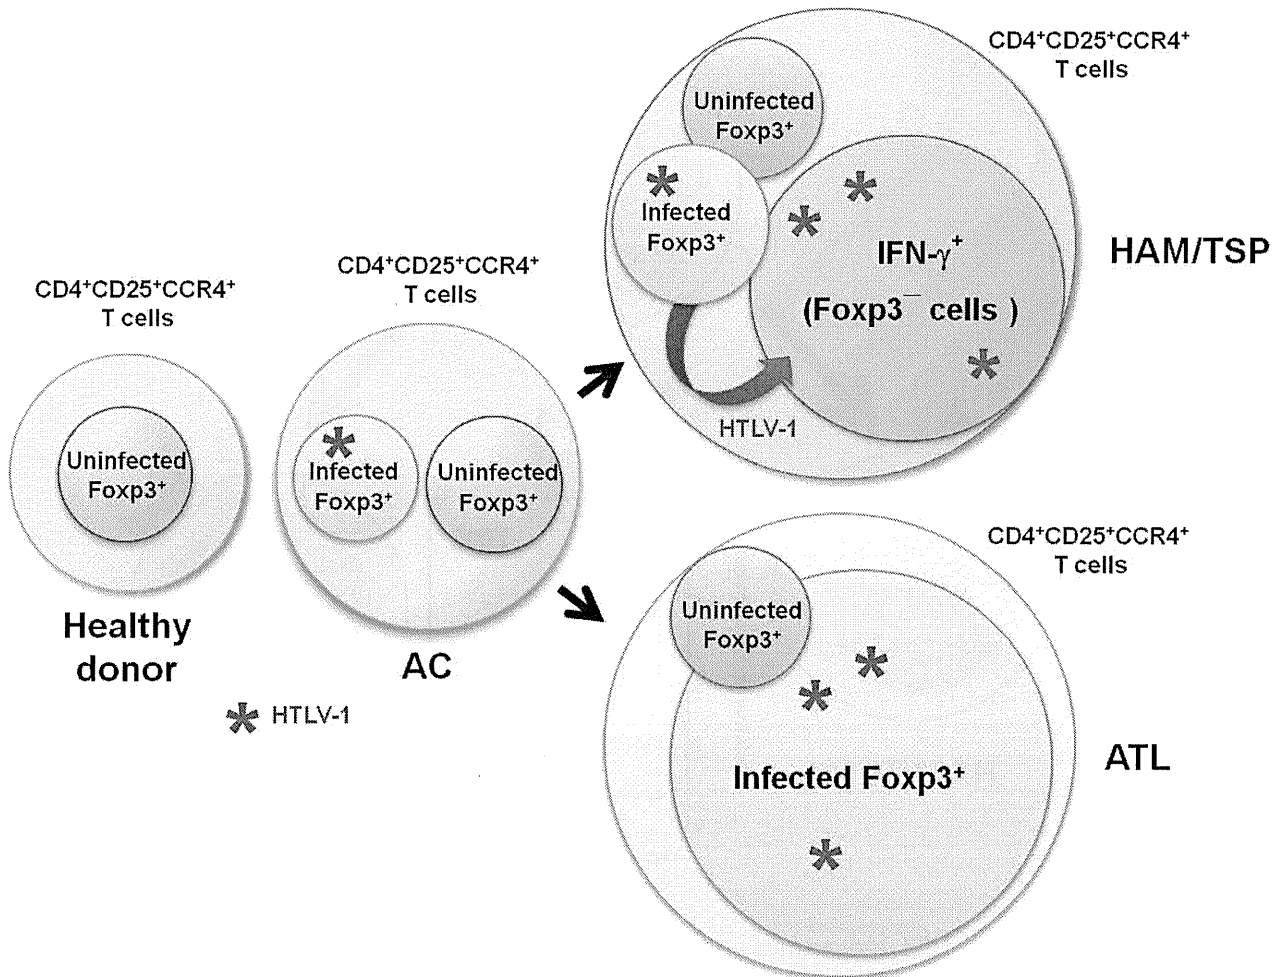 CD4⁺CD25⁺CCR4⁺
T cells
Uninfected
Foxp3⁺
Healthy
donor
* HTLV-1
CD4⁺CD25⁺CCR4⁺
T cells
Infected
Foxp3⁺
Uninfected
Foxp3⁺
AC
CD4⁺CD25⁺CCR4⁺
T cells
Uninfected
Foxp3⁺
Infected
Foxp3⁺
IFN-γ⁺
(Foxp3⁻ cells )
HTLV-1
HAM/TSP
CD4⁺CD25⁺CCR4⁺
T cells
Uninfected
Foxp3⁺
Infected Foxp3⁺
ATL